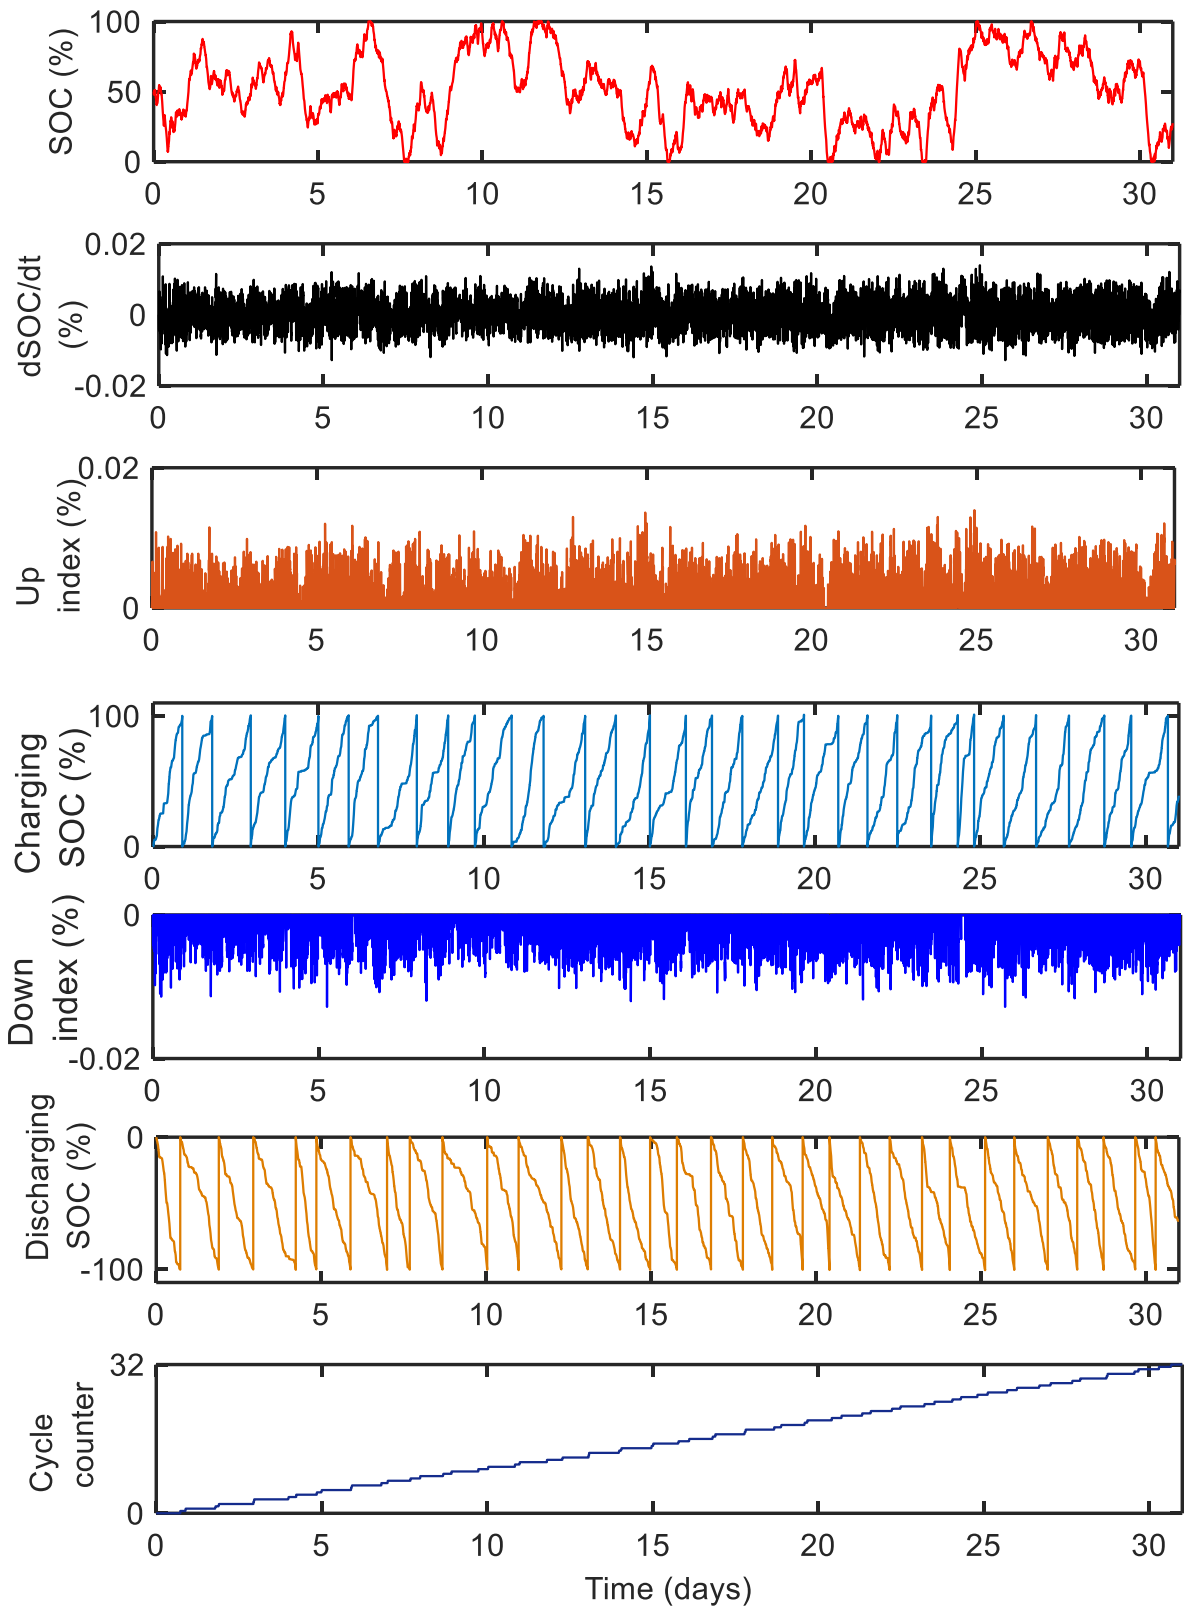 SOC (%)
100
50
0
0 5 10 15 20 25 30
dSOC/dt
(%)
0.02
0
-0.02
0 5 10 15 20 25 30
Up
index (%)
0.02
0
0 5 10 15 20 25 30
Charging
SOC (%)
100
0
0 5 10 15 20 25 30
Down
index (%)
0
-0.02
0 5 10 15 20 25 30
Discharging
SOC (%)
0
-100
0 5 10 15 20 25 30
Cycle
counter
32
0
0 5 10 15 20 25 30
Time (days)